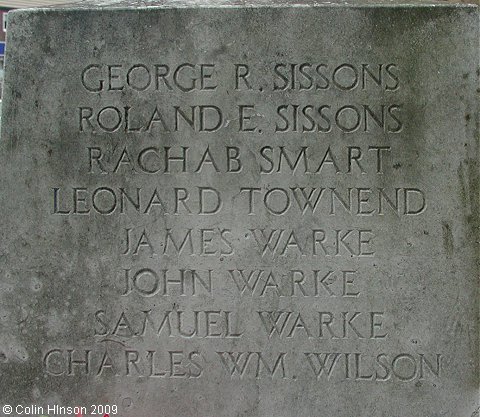 GEORGE R. SISSONS
ROLAND E. SISSONS
RACHAB SMART
LEONARD TOWNEND
JAMES WARKE
JOHN WARKE
SAMUEL WARKE
CHARLES WM. WILSON
©Colin HInson 2009